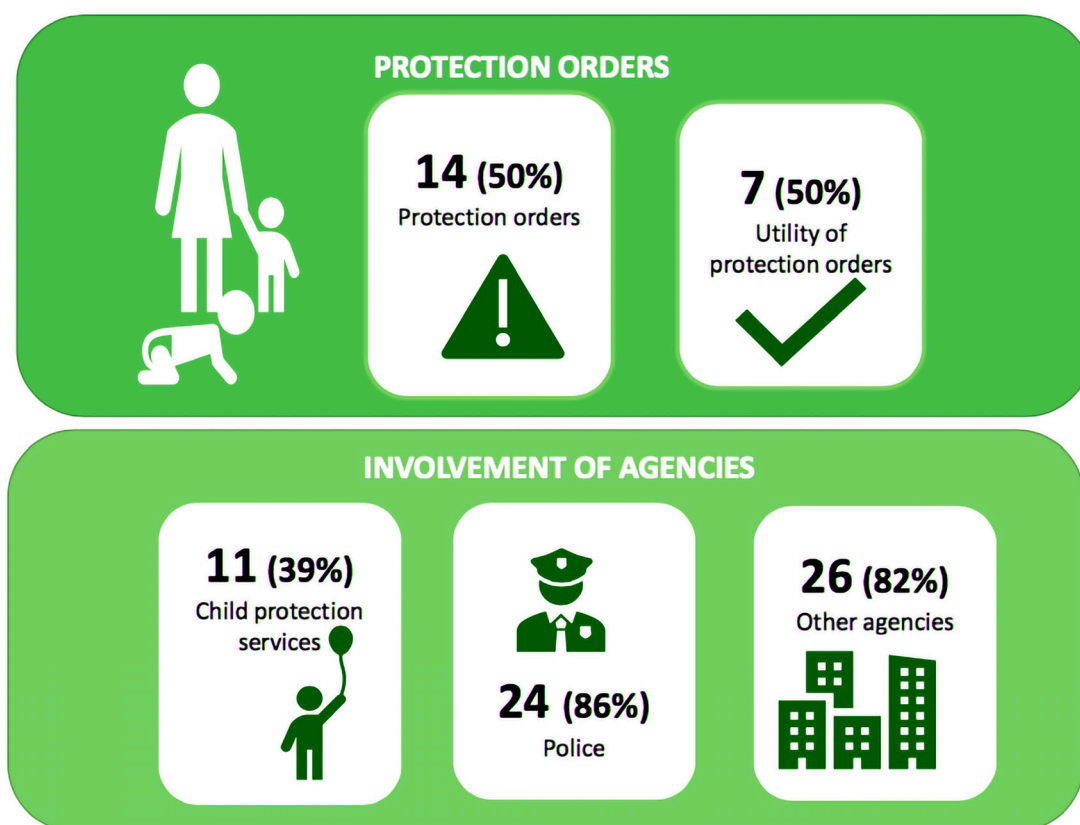 PROTECTION ORDERS
14 (50%)
Protection orders
7 (50%)
Utility of
protection orders
INVOLVEMENT OF AGENCIES
11 (39%)
Child protection
services
24 (86%)
Police
26 (82%)
Other agencies